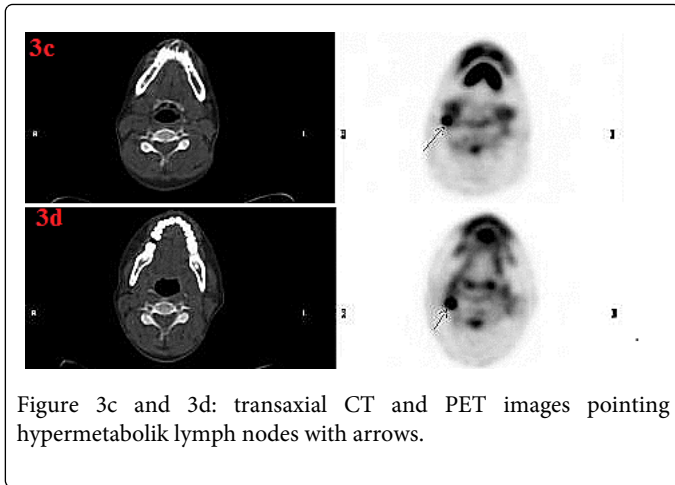 3c
3d
Figure 3c and 3d: transaxial CT and PET images pointing
hypermetabolik lymph nodes with arrows.